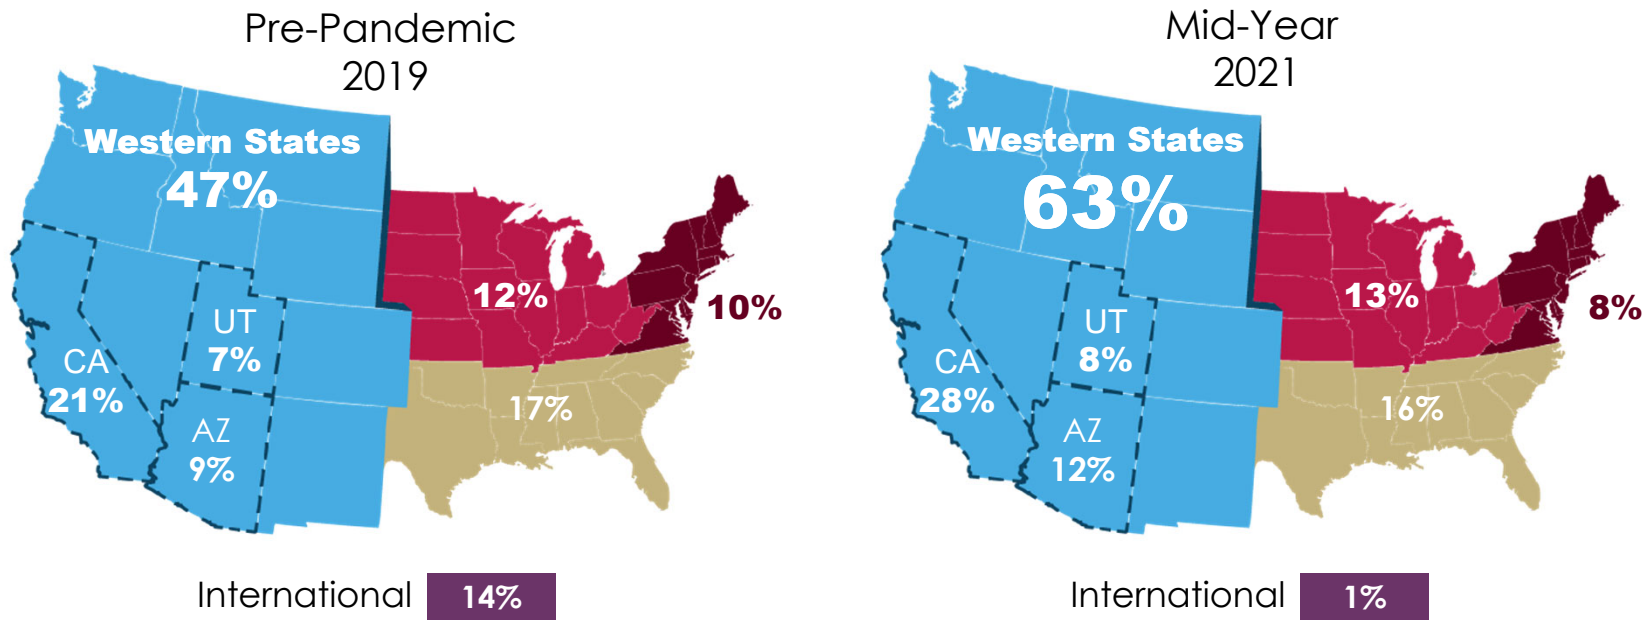 Pre-Pandemic
2019
Western States
47%
12%
10%
UT
7%
CA
21%
17%
AZ
9%
International 14%
Mid-Year
2021
Western States
63%
13%
8%
UT
8%
CA
28%
16%
AZ
12%
International 1%